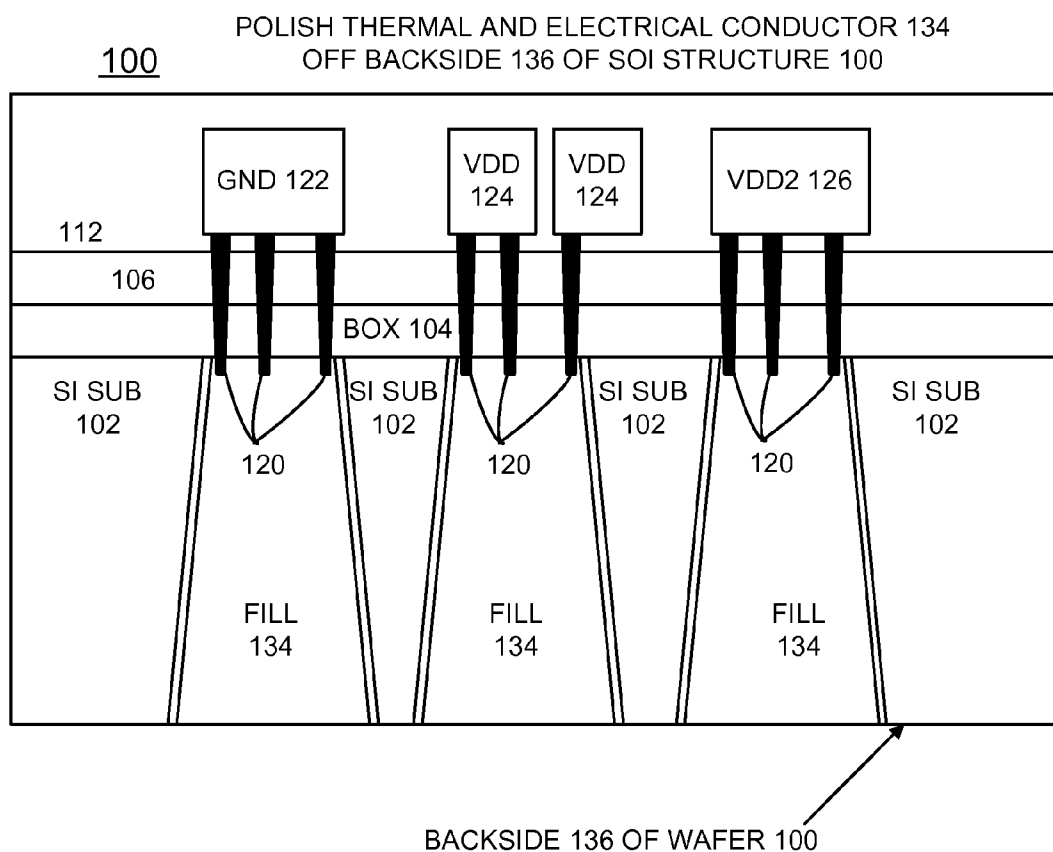 POLISH THERMAL AND ELECTRICAL CONDUCTOR 134
OFF BACKSIDE 136 OF SOI STRUCTURE 100
100
GND 122
VDD
124
VDD
124
VDD2 126
112
106
BOX 104
SI SUB
102
SI SUB
102
SI SUB
102
SI SUB
102
120
120
120
FILL
134
FILL
134
FILL
134
BACKSIDE 136 OF WAFER 100